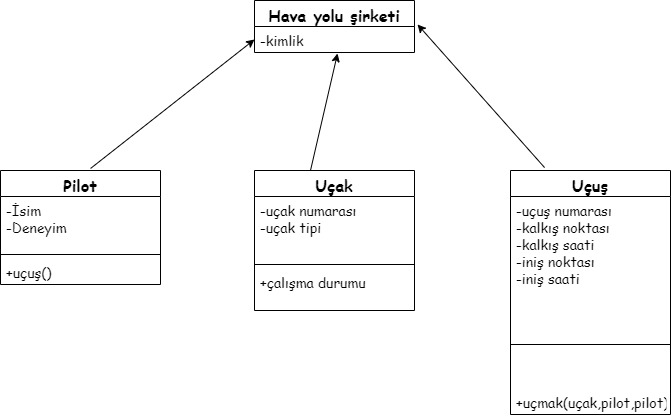 Hava yolu şirketi
-kimlik
Pilot
-İsim
-Deneyim
+uçuş()
Uçak
-uçak numarası
-uçak tipi
+çalışma durumu
Uçuş
-uçuş numarası
-kalkış noktası
-kalkış saati
-iniş noktası
-iniş saati
+uçmak(uçak,pilot,pilot)